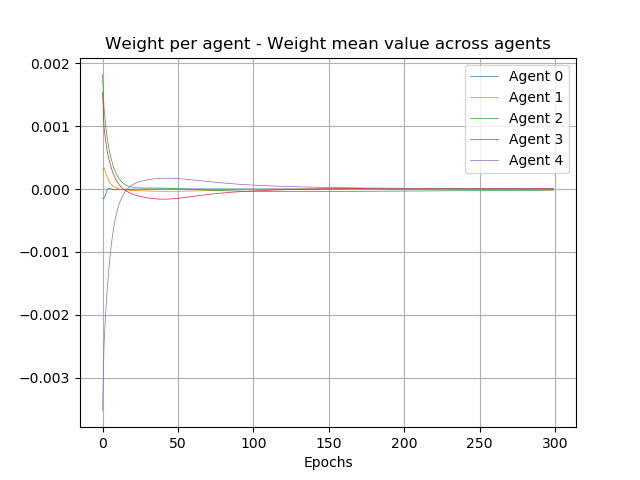 Weight per agent - Weight mean value across agents
0.002
0.001
0.000
−0.001
−0.002
−0.003
0
50
100
150
200
250
300
Epochs
Agent 0
Agent 1
Agent 2
Agent 3
Agent 4